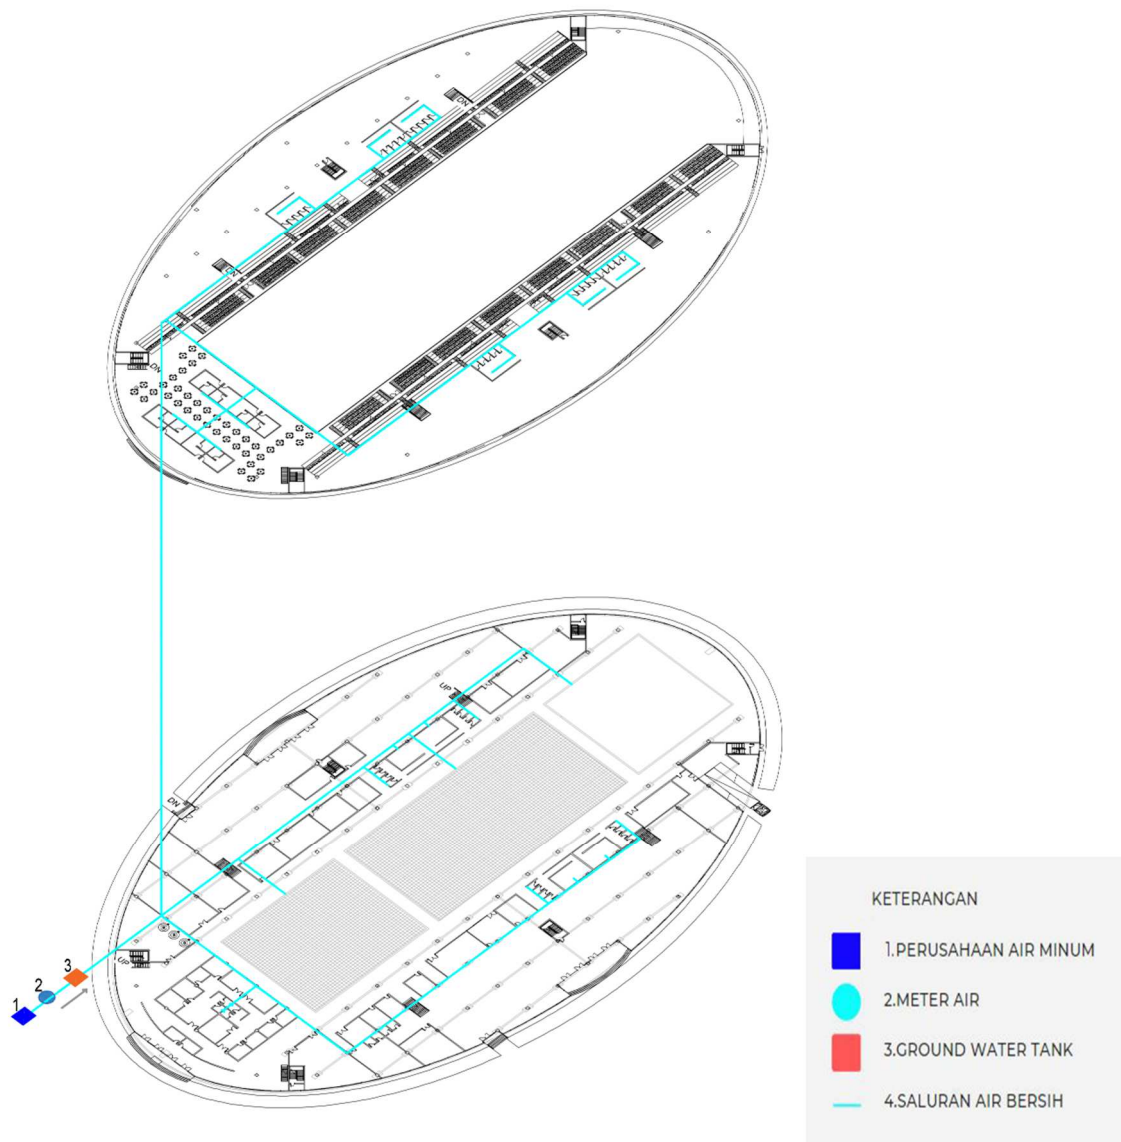 DN
DN
DN
UP
DN
UP
3
2
1
KETERANGAN
1.PERUSAHAAN AIR MINUM
2.METER AIR
3.GROUND WATER TANK
4.SALURAN AIR BERSIH